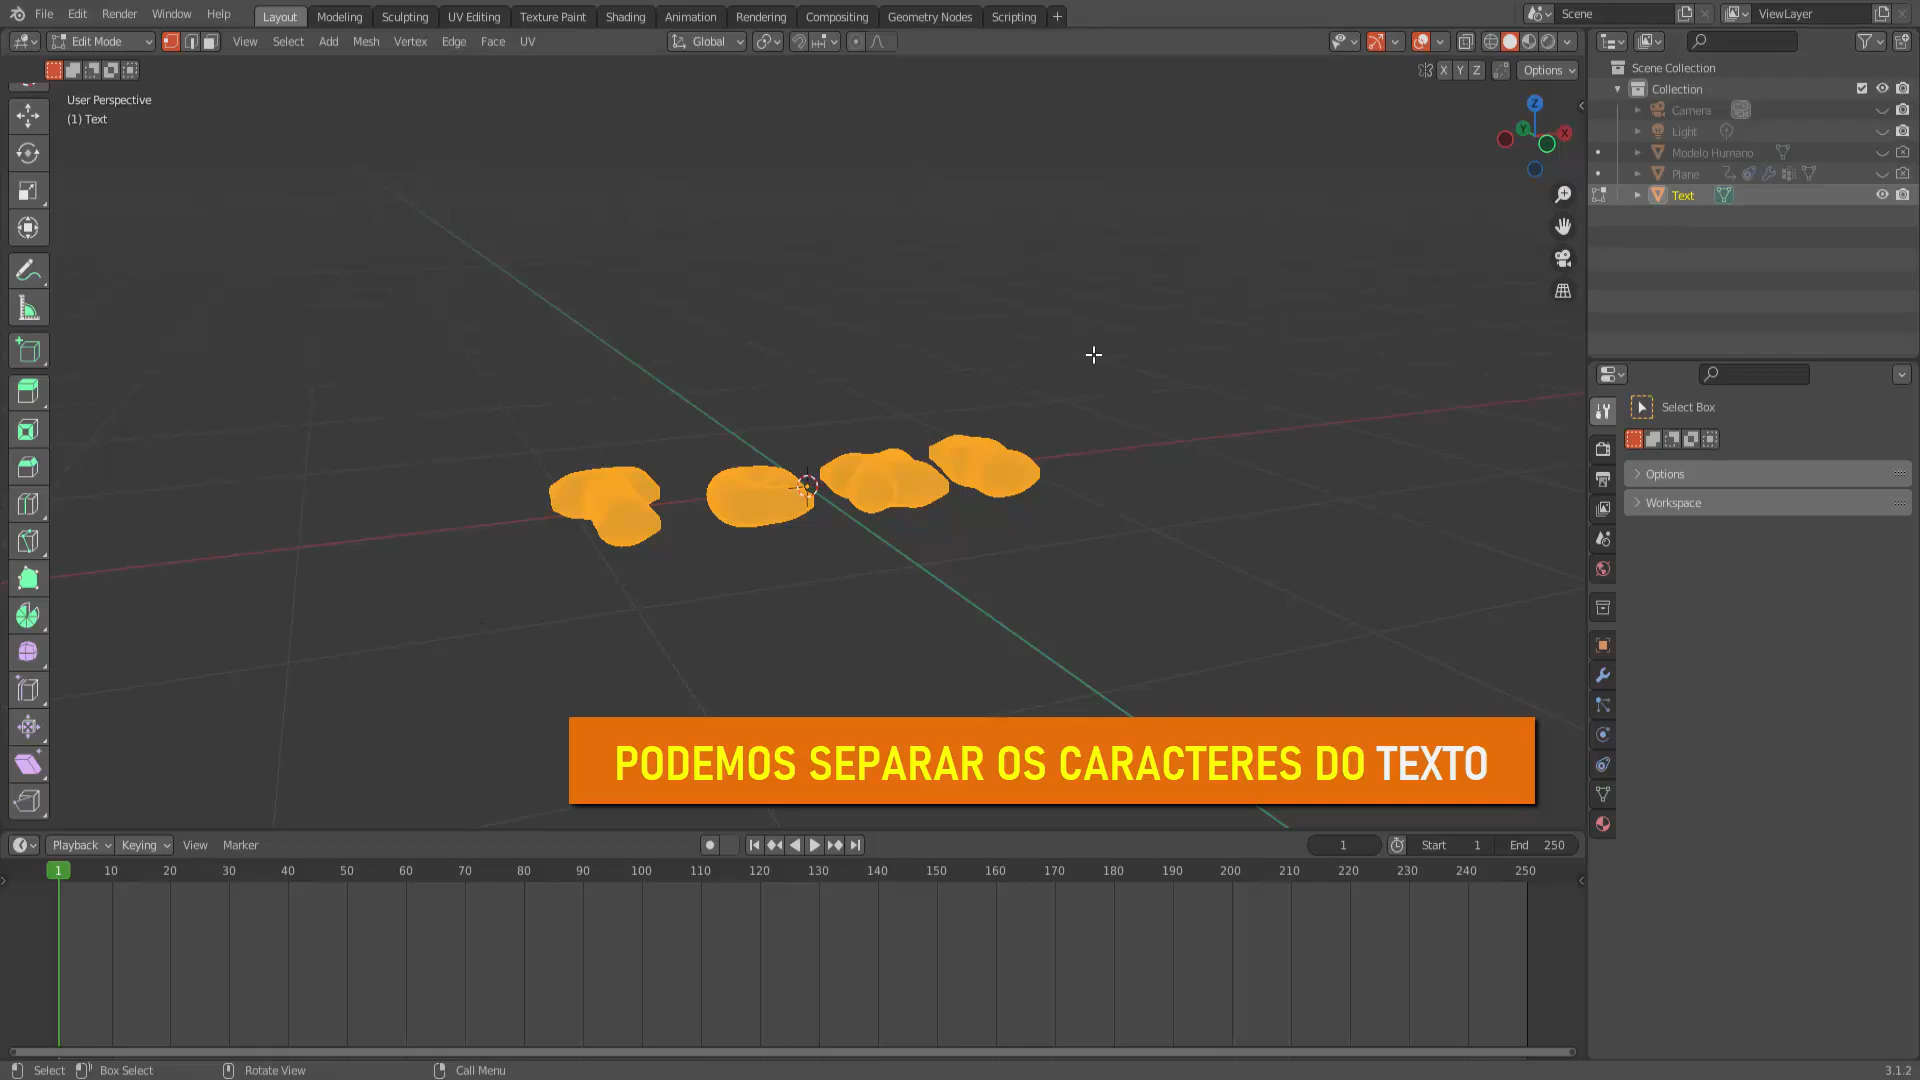 File Edit Render Window Help Layout Modeling Sculpting UV Editing Texture Paint Shading Animation Rendering Compositing Geometry Nodes Scripting + Scene ViewLayer
Edit Mode View Select Add Mesh Vertex Edge Face UV Global
X Y Z Options
User Perspective
(1) Text
Z
Y X
Scene Collection
Collection
Camera
Light
Modelo Humano
Plane
Text
Select Box
Options
Workspace
PODEMOS SEPARAR OS CARACTERES DO TEXTO
Playback Keying View Marker 1 Start 1 End 250
1 10 20 30 40 50 60 70 80 90 100 110 120 130 140 150 160 170 180 190 200 210 220 230 240 250
Select Box Select Rotate View Call Menu 3.1.2